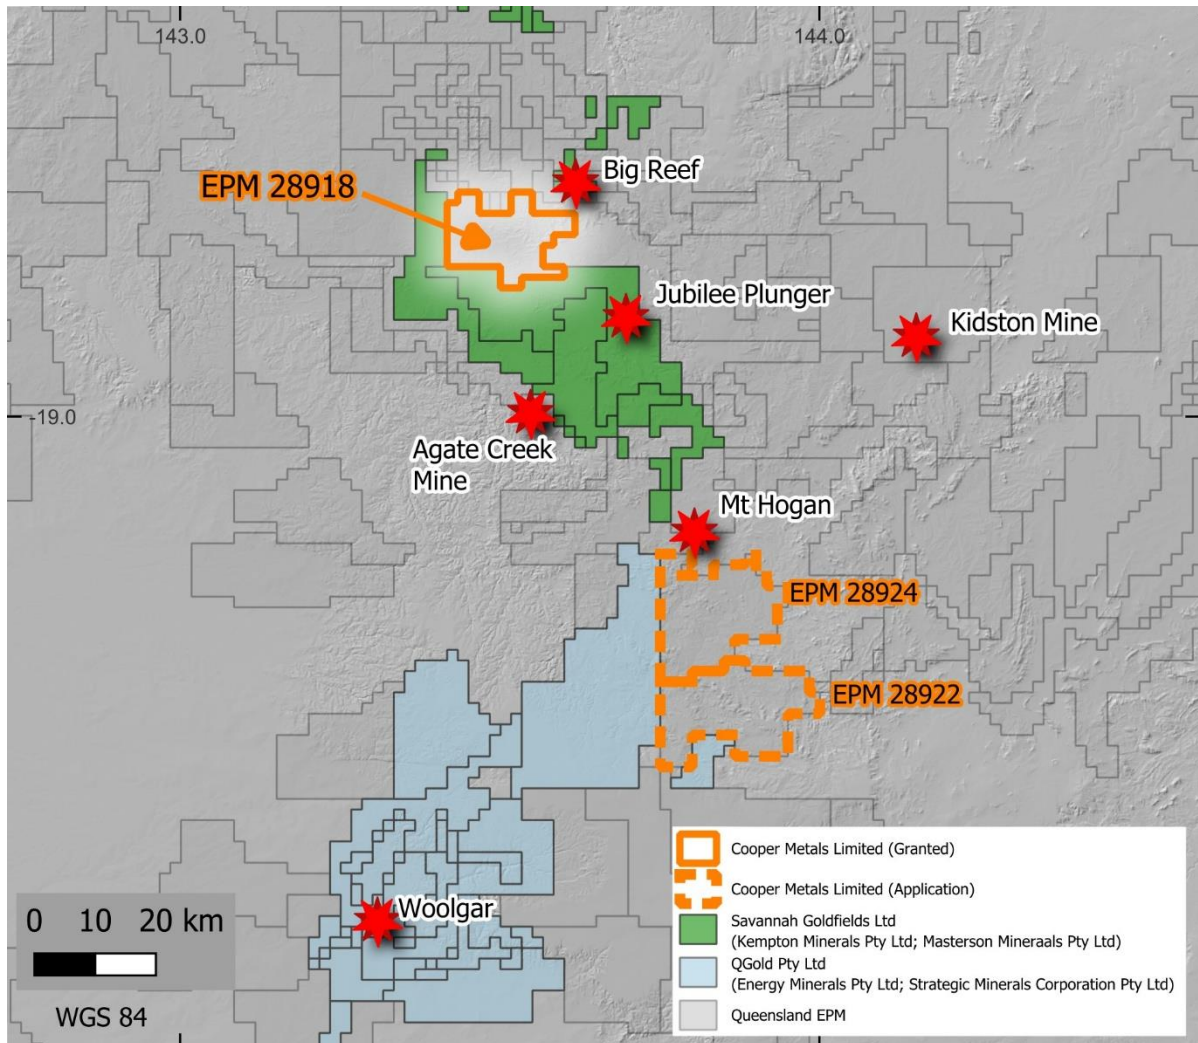 143.0
144.0
Big Reef
EPM 28918
Jubilee Plunger
Kidston Mine
-19.0
Agate Creek
Mine
Mt Hogan
EPM 28924
EPM 28922
Woolgar
0 10 20 km
WGS 84
Cooper Metals Limited (Granted)
Cooper Metals Limited (Application)
Savannah Goldfields Ltd
(Kempton Minerals Pty Ltd; Masterson Mineraals Pty Ltd)
QGold Pty Ltd
(Energy Minerals Pty Ltd; Strategic Minerals Corporation Pty Ltd)
Queensland EPM